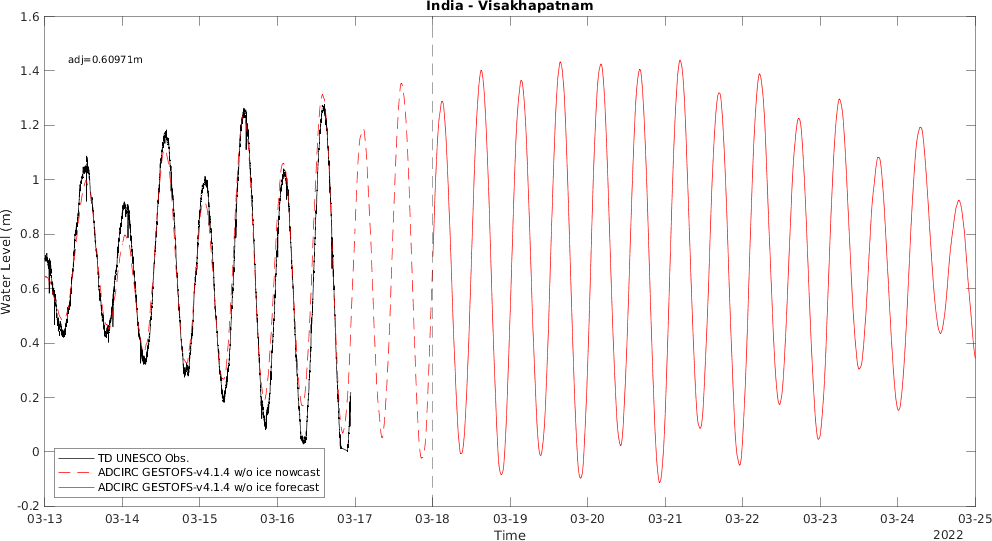 India - Visakhapatnam
1.6
1.4
1.2
1
0.8
0.6
0.4
0.2
0
-0.2
Water Level (m)
adj=0.60971m
TD UNESCO Obs.
ADCIRC GESTOFS-v4.1.4 w/o ice nowcast
ADCIRC GESTOFS-v4.1.4 w/o ice forecast
03-13 03-14 03-15 03-16 03-17 03-18 03-19 03-20 03-21 03-22 03-23 03-24 03-25
Time
2022